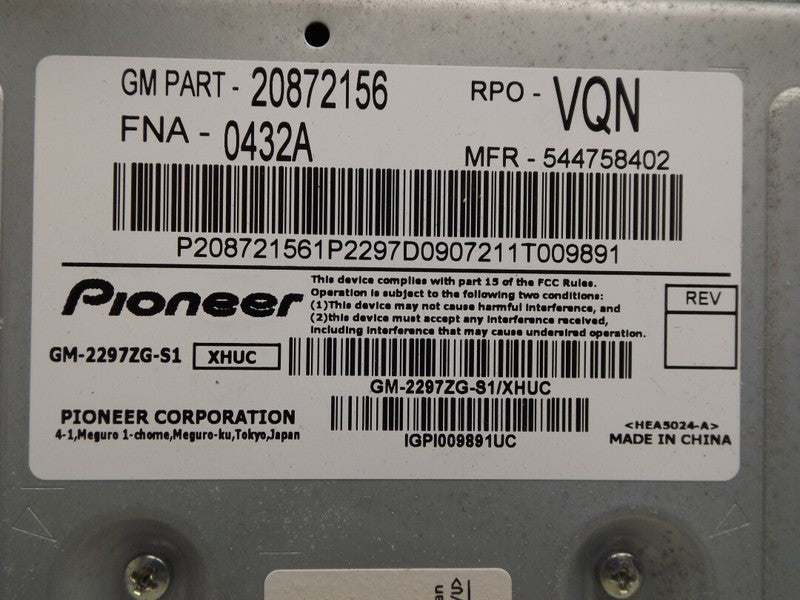 GM PART - 20872156 RPO - VQN
FNA - 0432A MFR - 544758402
P208721561P2297D0907211T009891
Pioneer
This device complies with part 15 of the FCC Rules.
Operation is subject to the following two conditions:
(1)This device may not cause harmful interference, and
(2)this device must accept any interference received,
including interference that may cause undersired operation.
REV
GM-2297ZG-S1 XHUC
GM-2297ZG-S1/XHUC
PIONEER CORPORATION
4-1,Meguro 1-chome,Meguro-ku,Tokyo,Japan
IGPI009891UC
<HEA5024-A>
MADE IN CHINA